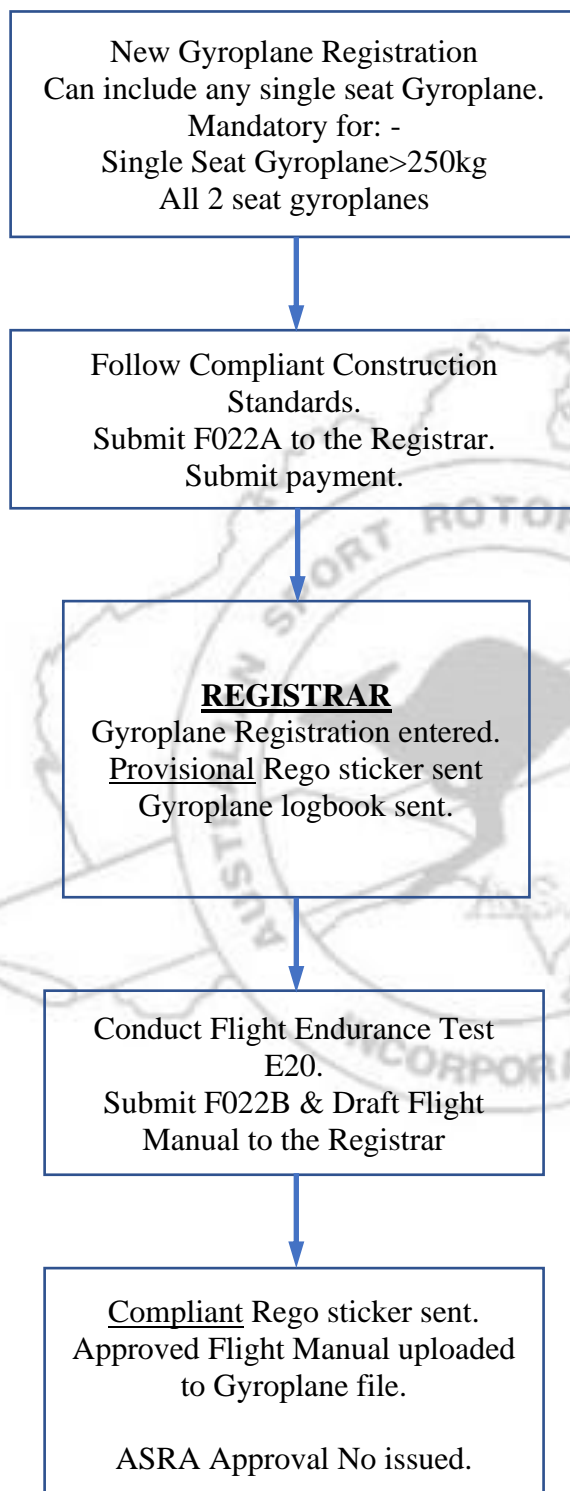 New Gyroplane Registration
Can include any single seat Gyroplane.
Mandatory for: -
Single Seat Gyroplane>250kg
All 2 seat gyroplanes
Follow Compliant Construction
Standards.
Submit F022A to the Registrar.
Submit payment.
REGISTRAR
Gyroplane Registration entered.
Provisional Rego sticker sent
Gyroplane logbook sent.
Conduct Flight Endurance Test
E20.
Submit F022B & Draft Flight
Manual to the Registrar
Compliant Rego sticker sent.
Approved Flight Manual uploaded
to Gyroplane file.
ASRA Approval No issued.
SPORT